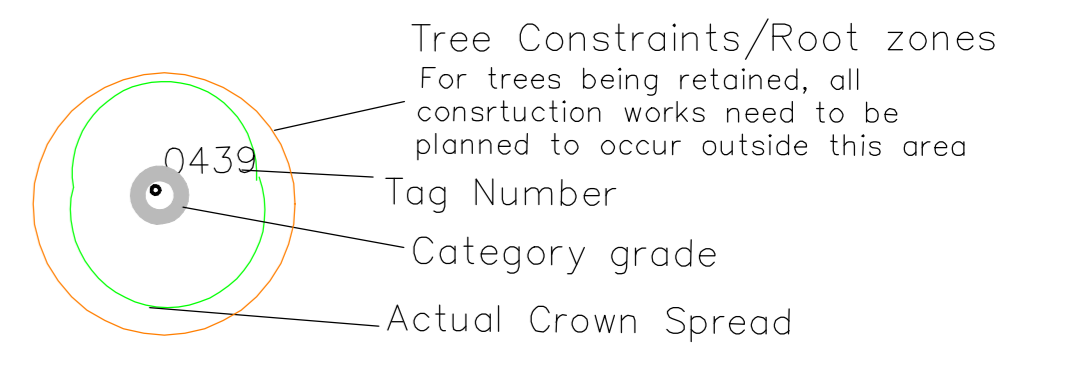 Tree Constraints/Root zones
For trees being retained, all
consrtuction works need to be
planned to occur outside this area
0439
Tag Number
Category grade
Actual Crown Spread